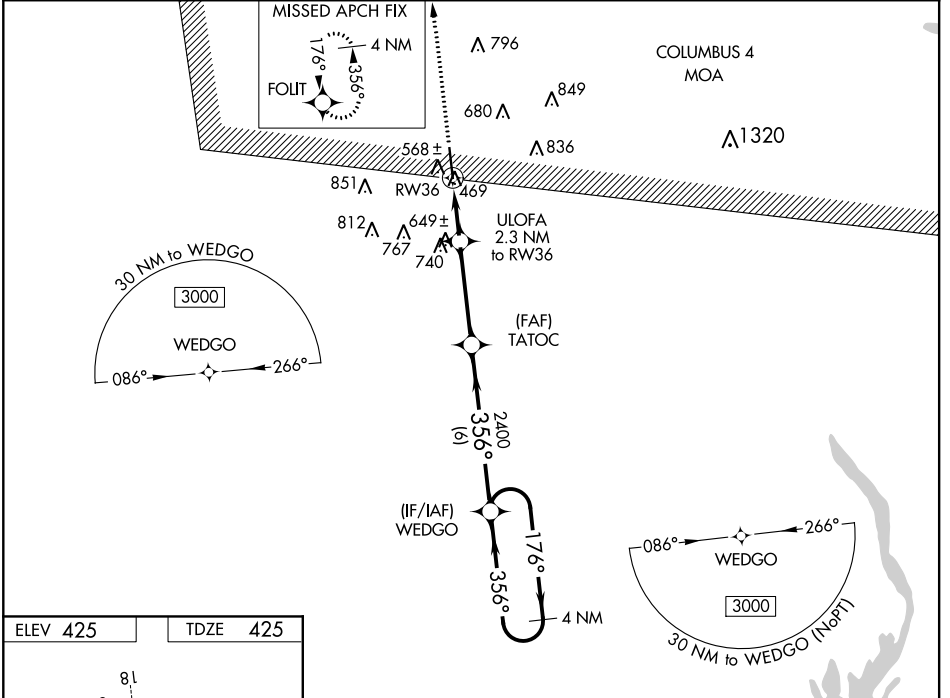 MISSED APCH FIX
4 NM
176°
356°
FOLIT
796
COLUMBUS 4
MOA
849
680
836
1320
568 ±
851
RW36
469
812
767
649 ±
740
ULOFA
2.3 NM
to RW36
30 NM to WEDGO
3000
WEDGO
086°
266°
(FAF)
TATOC
2400
356°
(6)
(IF/IAF)
WEDGO
176°
356°
4 NM
086°
266°
WEDGO
3000
30 NM to WEDGO (NoPT)
ELEV 425
TDZE 425
18